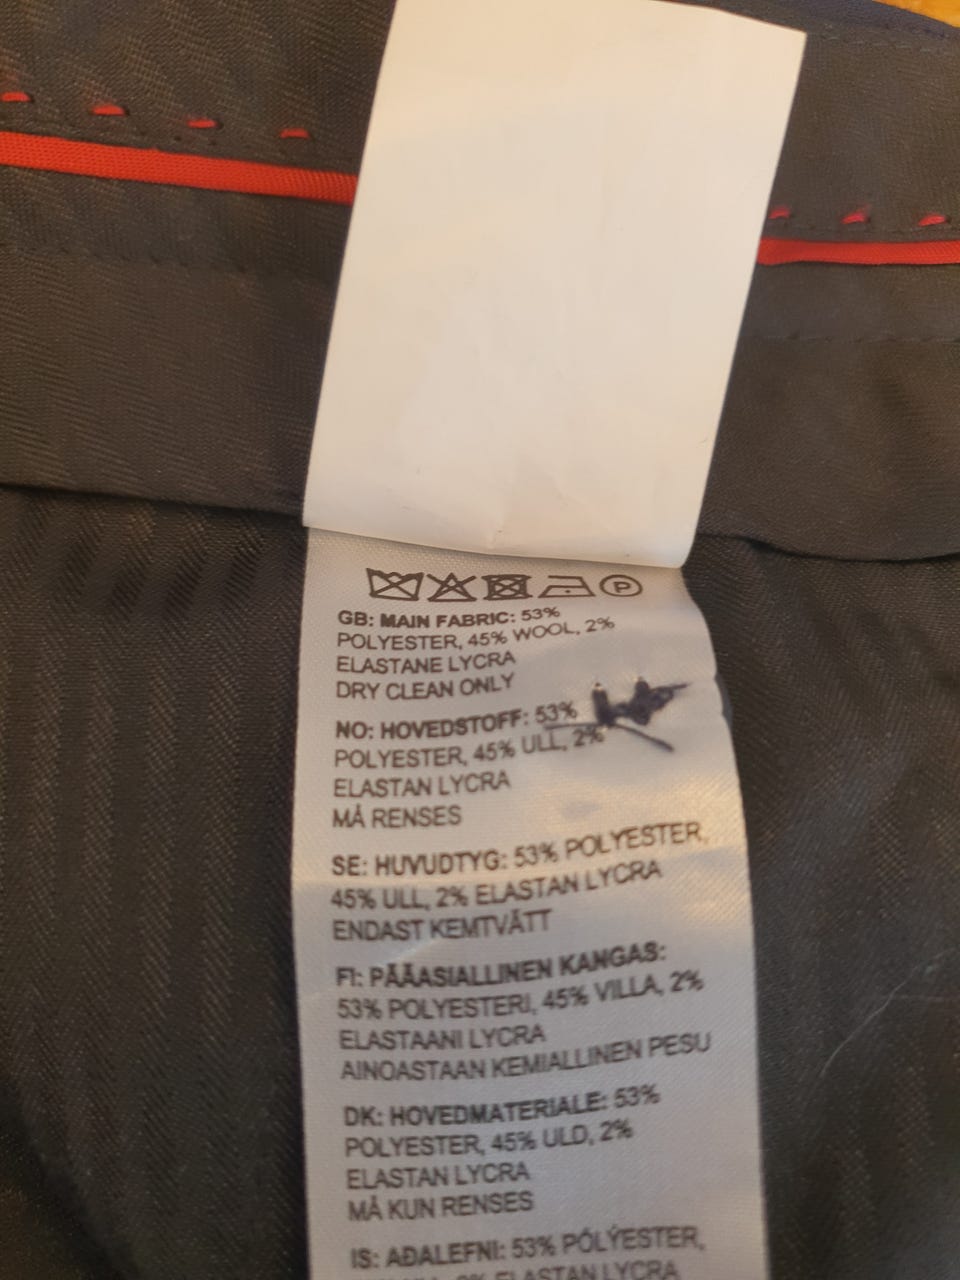 P
GB: MAIN FABRIC: 53%
POLYESTER, 45% WOOL, 2%
ELASTANE LYCRA
DRY CLEAN ONLY
NO: HOVEDSTOFF: 53%
POLYESTER, 45% ULL, 2%
ELASTAN LYCRA
MÅ RENSES
SE: HUVUDTYG: 53% POLYESTER,
45% ULL, 2% ELASTAN LYCRA
ENDAST KEMTVÄTT
FI: PÄÄASIALLINEN KANGAS:
53% POLYESTERI, 45% VILLA, 2%
ELASTAANI LYCRA
AINOASTAAN KEMIALLINEN PESU
DK: HOVEDMATERIALE: 53%
POLYESTER, 45% ULD, 2%
ELASTAN LYCRA
MÅ KUN RENSES
IS: AÐALEFNI: 53% PÓLÝESTER,
ELASTAN LYCRA